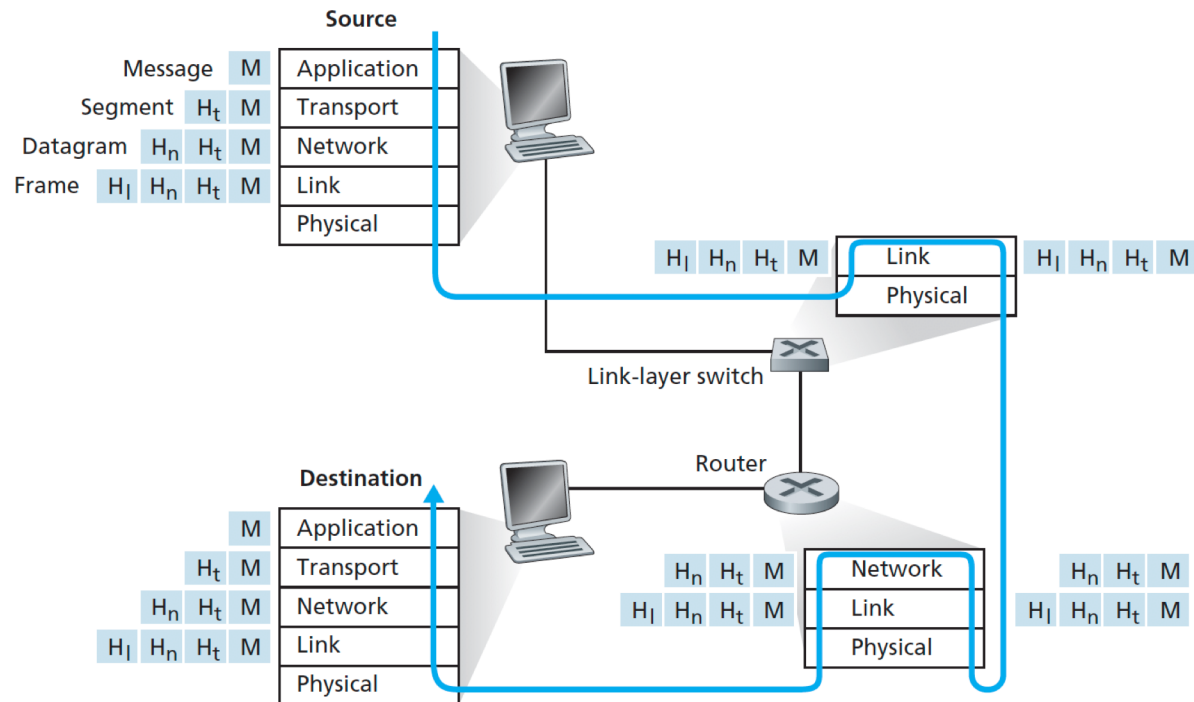 Source
Message M Application
Segment Ht M Transport
Datagram Hn Ht M Network
Frame Hl Hn Ht M Link
Physical
Hl Hn Ht M Link Hl Hn Ht M
Physical
Link-layer switch
Router
Destination
M Application
Ht M Transport
Hn Ht M Network
Hl Hn Ht M Link
Physical
Hn Ht M Network Hn Ht M
Hl Hn Ht M Link Hl Hn Ht M
Physical